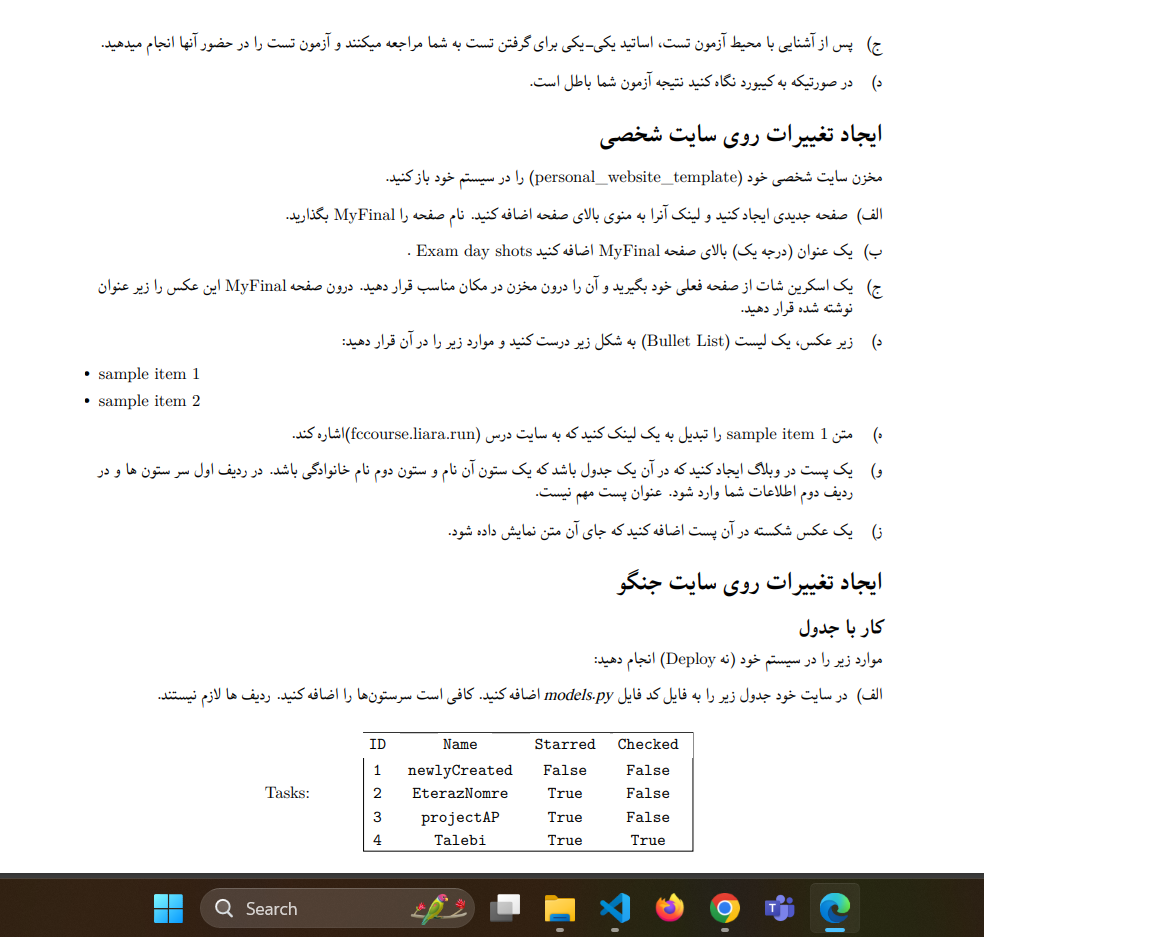 ج) پس از آشنایی با محیط آزمون تست، اساتید یکی-یکی برای گرفتن تست به شما مراجعه میکنند و آزمون تست را در حضور آنها انجام میدهید.
د) در صورتیکه به کیبورد نگاه کنید نتیجه آزمون شما باطل است.
ایجاد تغییرات روی سایت شخصی
مخزن سایت شخصی خود (personal_website_template) را در سیستم خود باز کنید.
الف) صفحه جدیدی ایجاد کنید و لینک آنرا به منوی بالای صفحه اضافه کنید. نام صفحه را MyFinal بگذارید.
ب) یک عنوان (درجه یک) بالای صفحه MyFinal اضافه کنید Exam day shots .
ج) یک اسکرین شات از صفحه فعلی خود بگیرید و آن را درون مخزن در مکان مناسب قرار دهید. درون صفحه MyFinal این عکس را زیر عنوان
نوشته شده قرار دهید.
د) زیر عکس، یک لیست (Bullet List) به شکل زیر درست کنید و موارد زیر را در آن قرار دهید:
• sample item 1
• sample item 2
ه) متن sample item 1 را تبدیل به یک لینک کنید که به سایت درس (fccourse.liara.run)اشاره کند.
و) یک پست در وبلاگ ایجاد کنید که در آن یک جدول باشد که یک ستون آن نام و ستون دوم نام خانوادگی باشد. در ردیف اول سر ستون ها و در
ردیف دوم اطلاعات شما وارد شود. عنوان پست مهم نیست.
ز) یک عکس شکسته در آن پست اضافه کنید که جای آن متن نمایش داده شود.
ایجاد تغییرات روی سایت جنگو
کار با جدول
موارد زیر را در سیستم خود (نه Deploy) انجام دهید:
الف) در سایت خود جدول زیر را به فایل کد فایل models.py اضافه کنید. کافی است سرستون‌ها را اضافه کنید. ردیف ها لازم نیستند.
ID Name Starred Checked
1 newlyCreated False False
Tasks: 2 EterazNomre True False
3 projectAP True False
4 Talebi True True
Search